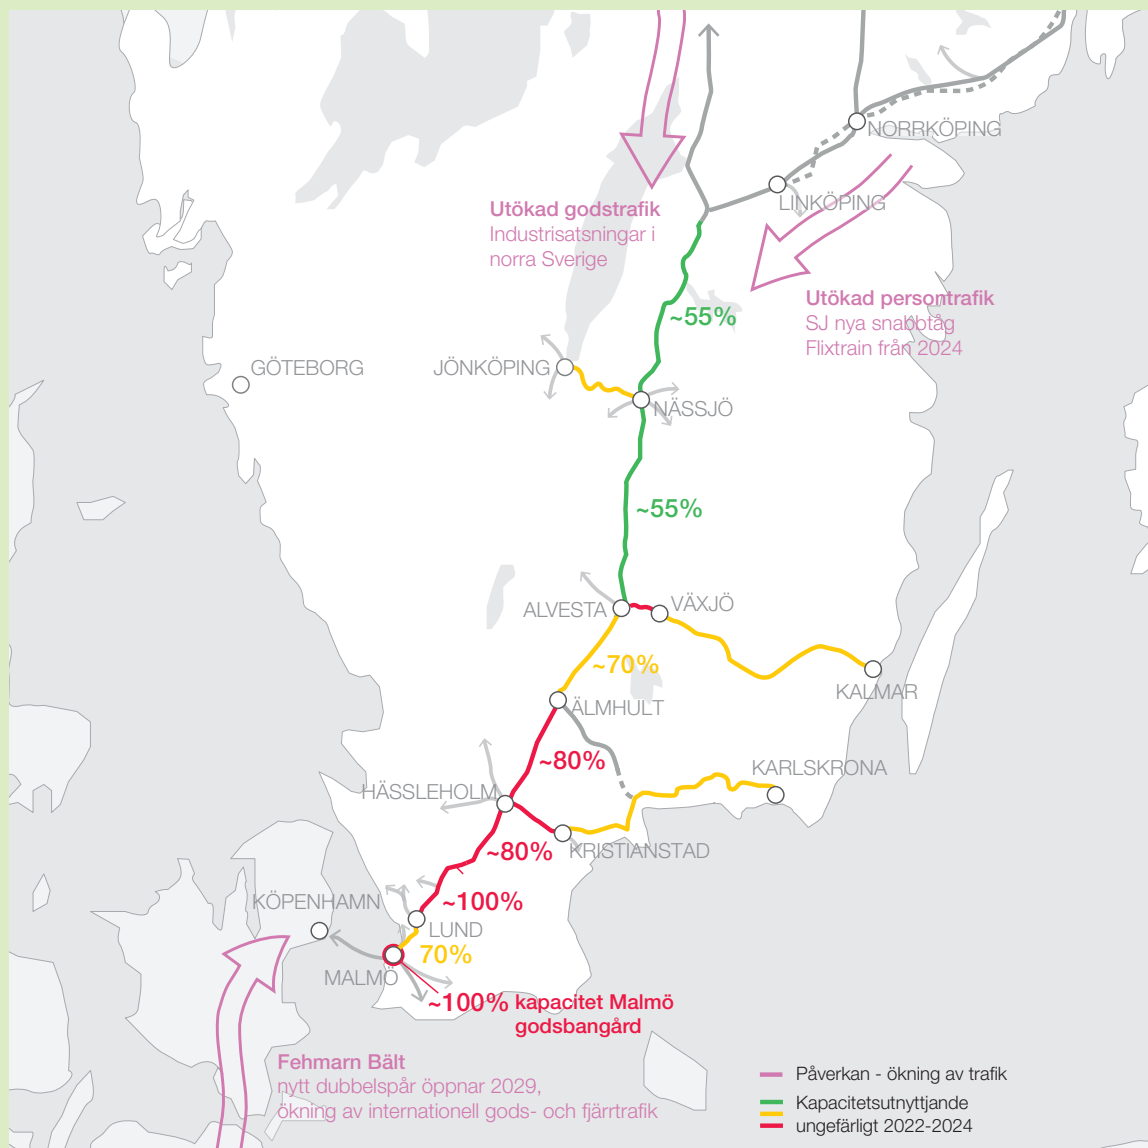 NORRKÖPING
LINKÖPING
Utökad godstrafik
Industrisatsningar i
norra Sverige
Utökad persontrafik
SJ nya snabbtåg
Flixtrain från 2024
~55%
GÖTEBORG
JÖNKÖPING
NÄSSJÖ
~55%
ALVESTA
VÄXJÖ
~70%
KALMAR
ÄLMHULT
~80%
KARLSKRONA
HÄSSLEHOLM
~80%
KRISTIANSTAD
KÖPENHAMN
~100%
LUND
70%
MALMÖ
~100% kapacitet Malmö
godsbangård
Fehmarn Bält
nytt dubbelspår öppnar 2029,
ökning av internationell gods- och fjärrtrafik
Påverkan - ökning av trafik
Kapacitetsutnyttjande
ungefärligt 2022-2024